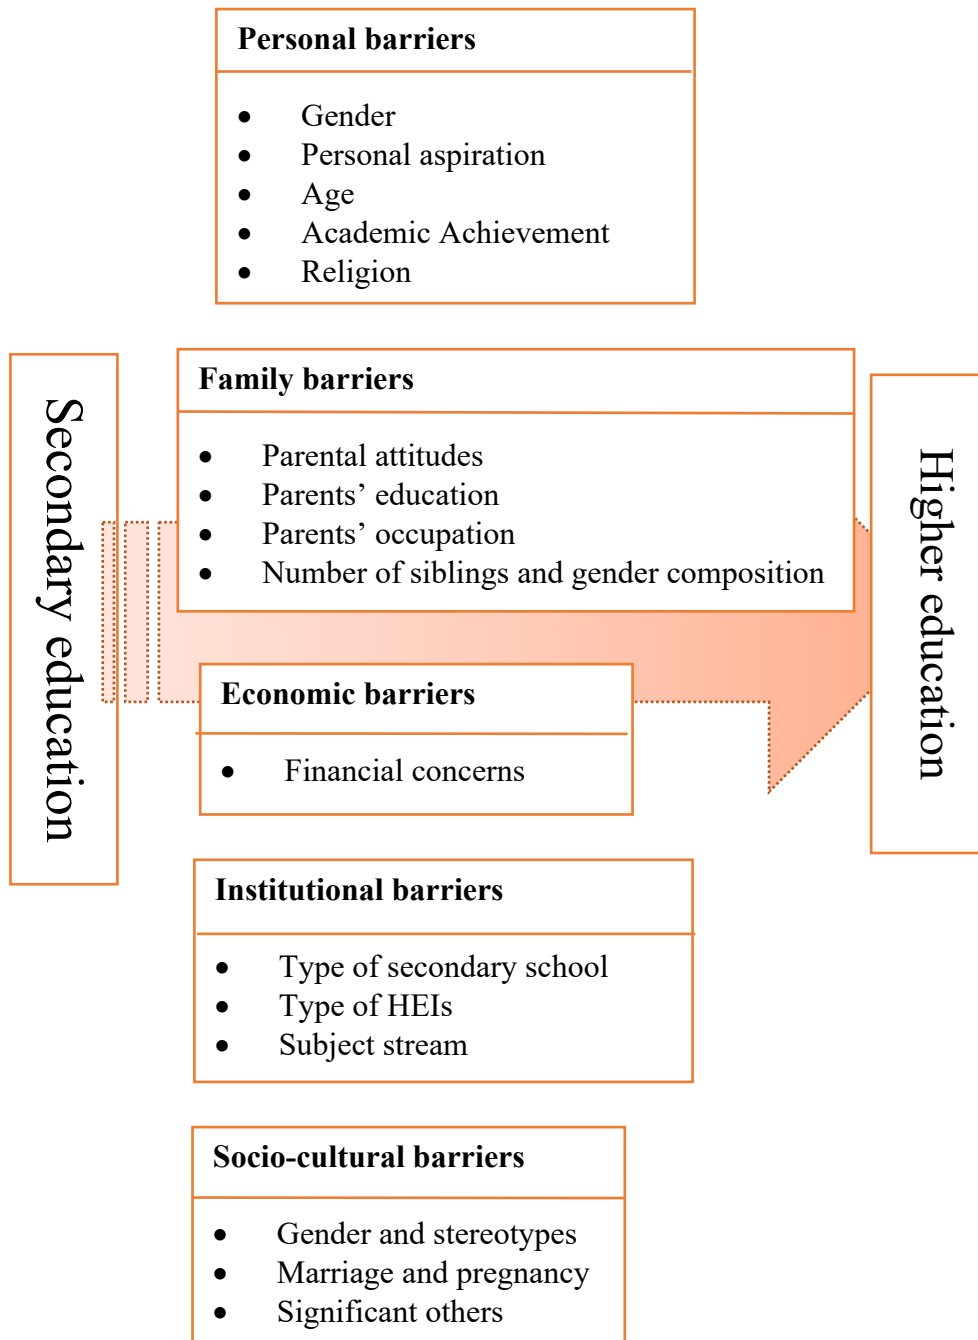 Personal barriers
• Gender
• Personal aspiration
• Age
• Academic Achievement
• Religion
Secondary education
Family barriers
• Parental attitudes
• Parents’ education
• Parents’ occupation
• Number of siblings and gender composition
Higher education
Economic barriers
• Financial concerns
Institutional barriers
• Type of secondary school
• Type of HEIs
• Subject stream
Socio-cultural barriers
• Gender and stereotypes
• Marriage and pregnancy
• Significant others